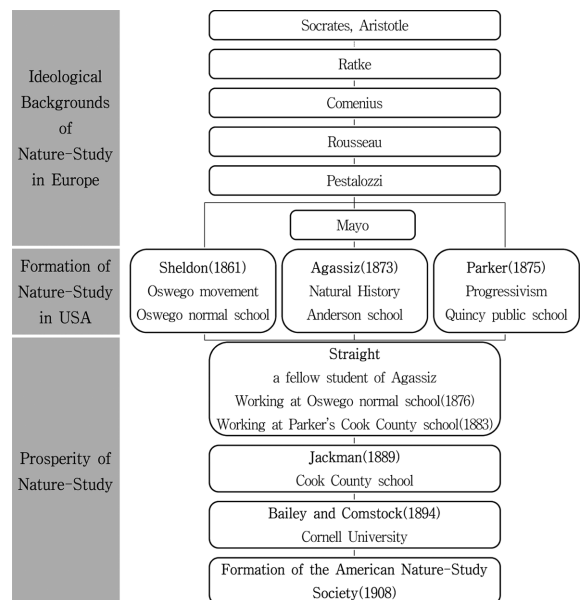 Ideological
Backgrounds
of
Nature-Study
in Europe
Socrates, Aristotle
Ratke
Comenius
Rousseau
Pestalozzi
Mayo
Formation of
Nature-Study
in USA
Sheldon(1861)
Oswego movement
Oswego normal school
Agassiz(1873)
Natural History
Anderson school
Parker(1875)
Progressivism
Quincy public school
Prosperity of
Nature-Study
Straight
a fellow student of Agassiz
Working at Oswego normal school(1876)
Working at Parker's Cook County school(1883)
Jackman(1889)
Cook County school
Bailey and Comstock(1894)
Cornell University
Formation of the American Nature-Study
Society(1908)